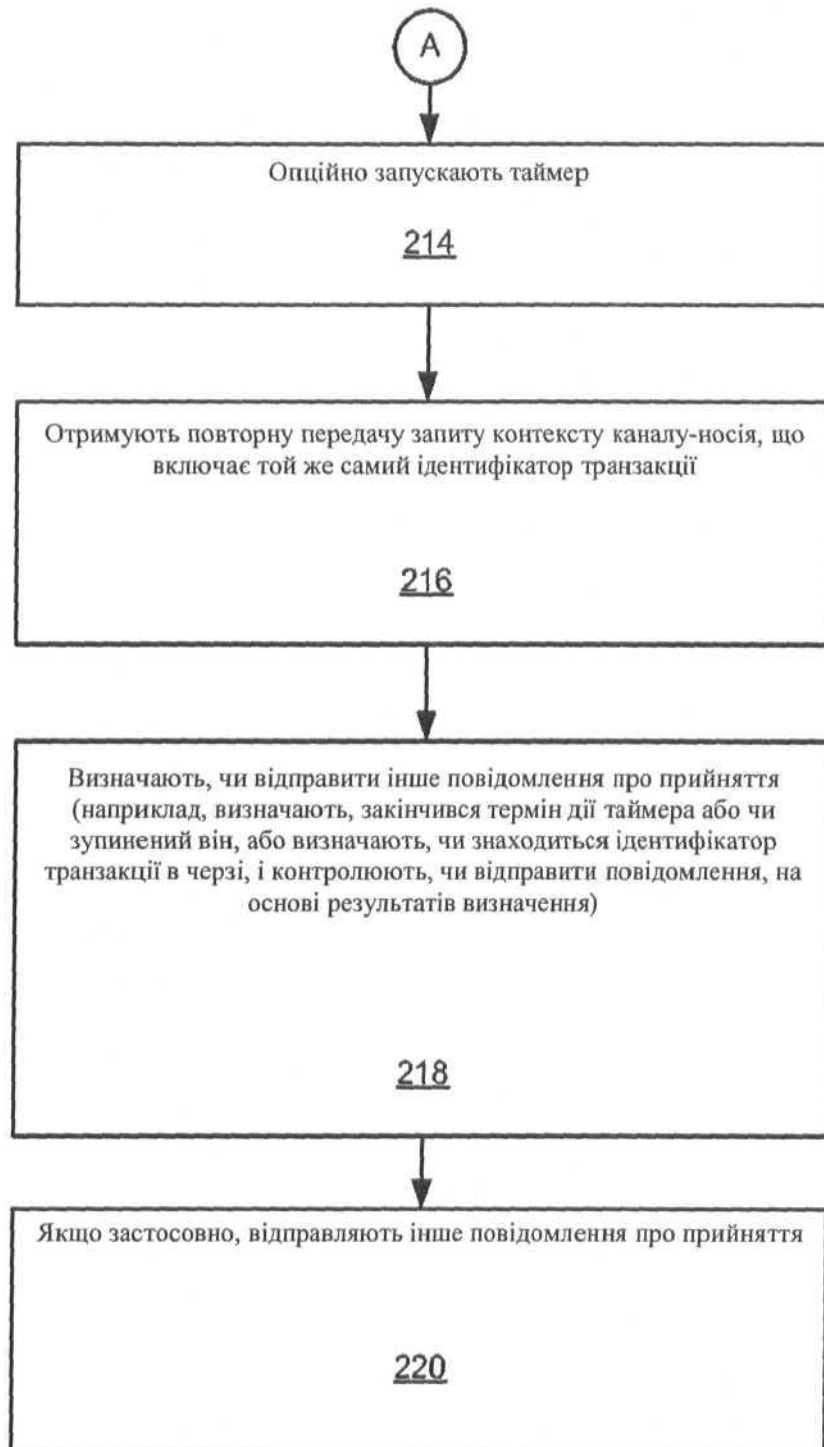 A
Опційно запускають таймер
214
Отримують повторну передачу запиту контексту каналу-носія, що
включає той же самий ідентифікатор транзакції
216
Визначають, чи відправити інше повідомлення про прийняття
(наприклад, визначають, закінчився термін дії таймера або чи
зупинений він, або визначають, чи знаходиться ідентифікатор
транзакції в черзі, і контролюють, чи відправити повідомлення, на
основі результатів визначення)
218
Якщо застосовно, відправляють інше повідомлення про прийняття
220